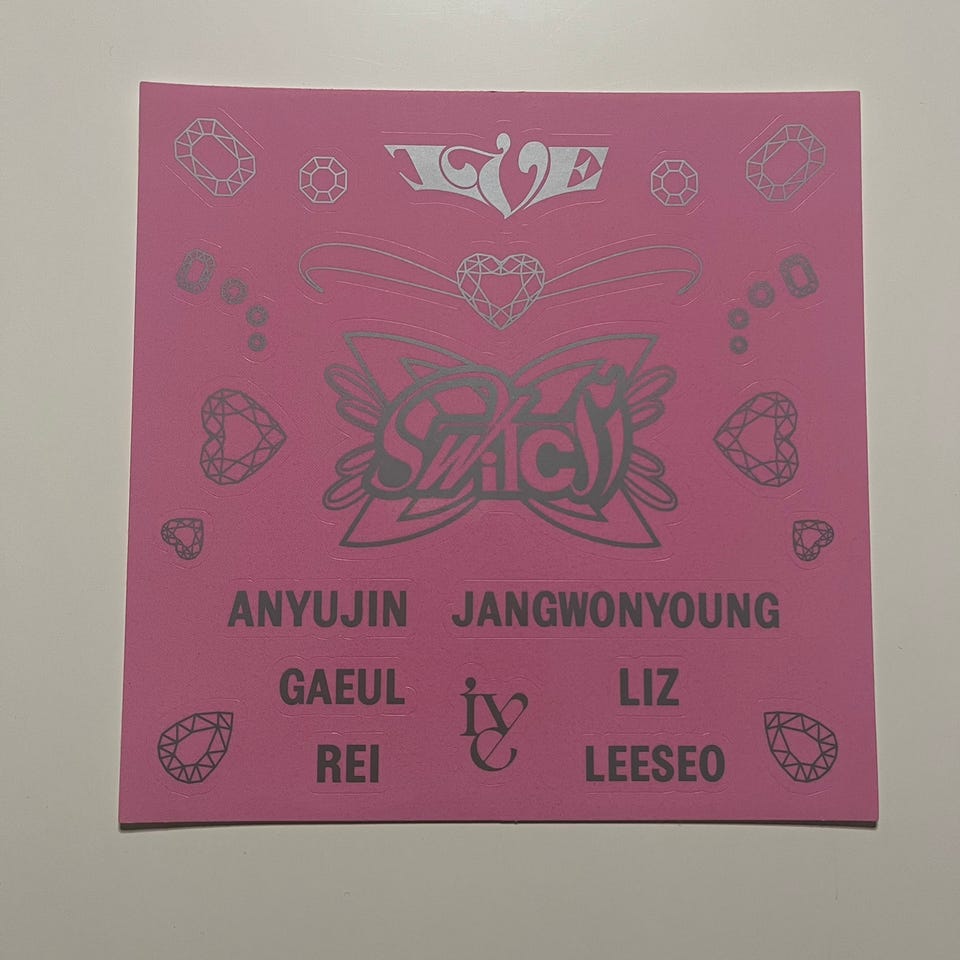 IVE
SWITCH
ANYUJIN JANGWONYOUNG
GAEUL LIZ
ive
REI LEESEO